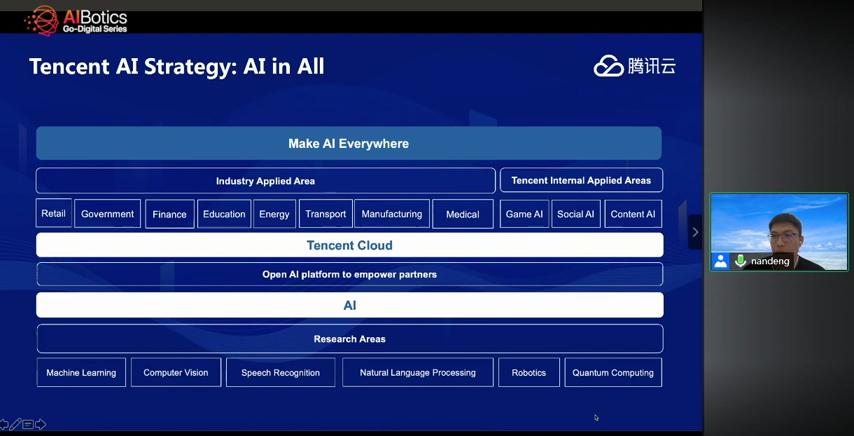 AIBotics
Go-Digital Series
Tencent AI Strategy: AI in All
腾讯云
Make AI Everywhere
Industry Applied Area
Tencent Internal Applied Areas
Retail
Government
Finance
Education
Energy
Transport
Manufacturing
Medical
Game AI
Social AI
Content AI
Tencent Cloud
Open AI platform to empower partners
AI
Research Areas
Machine Learning
Computer Vision
Speech Recognition
Natural Language Processing
Robotics
Quantum Computing
nandeng